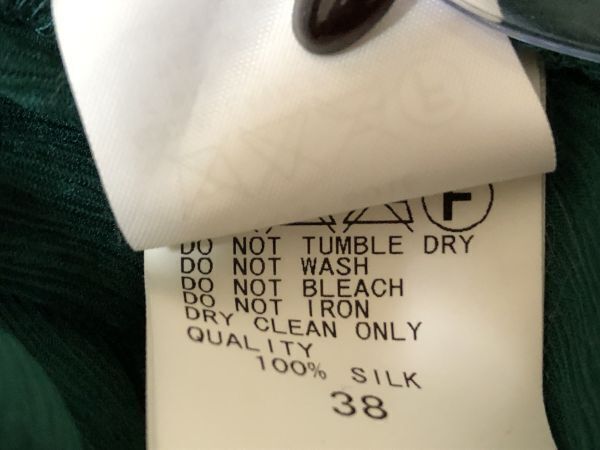 F
DO NOT TUMBLE DRY
DO NOT WASH
DO NOT BLEACH
DO NOT IRON
DRY CLEAN ONLY
QUALITY
100% SILK
38